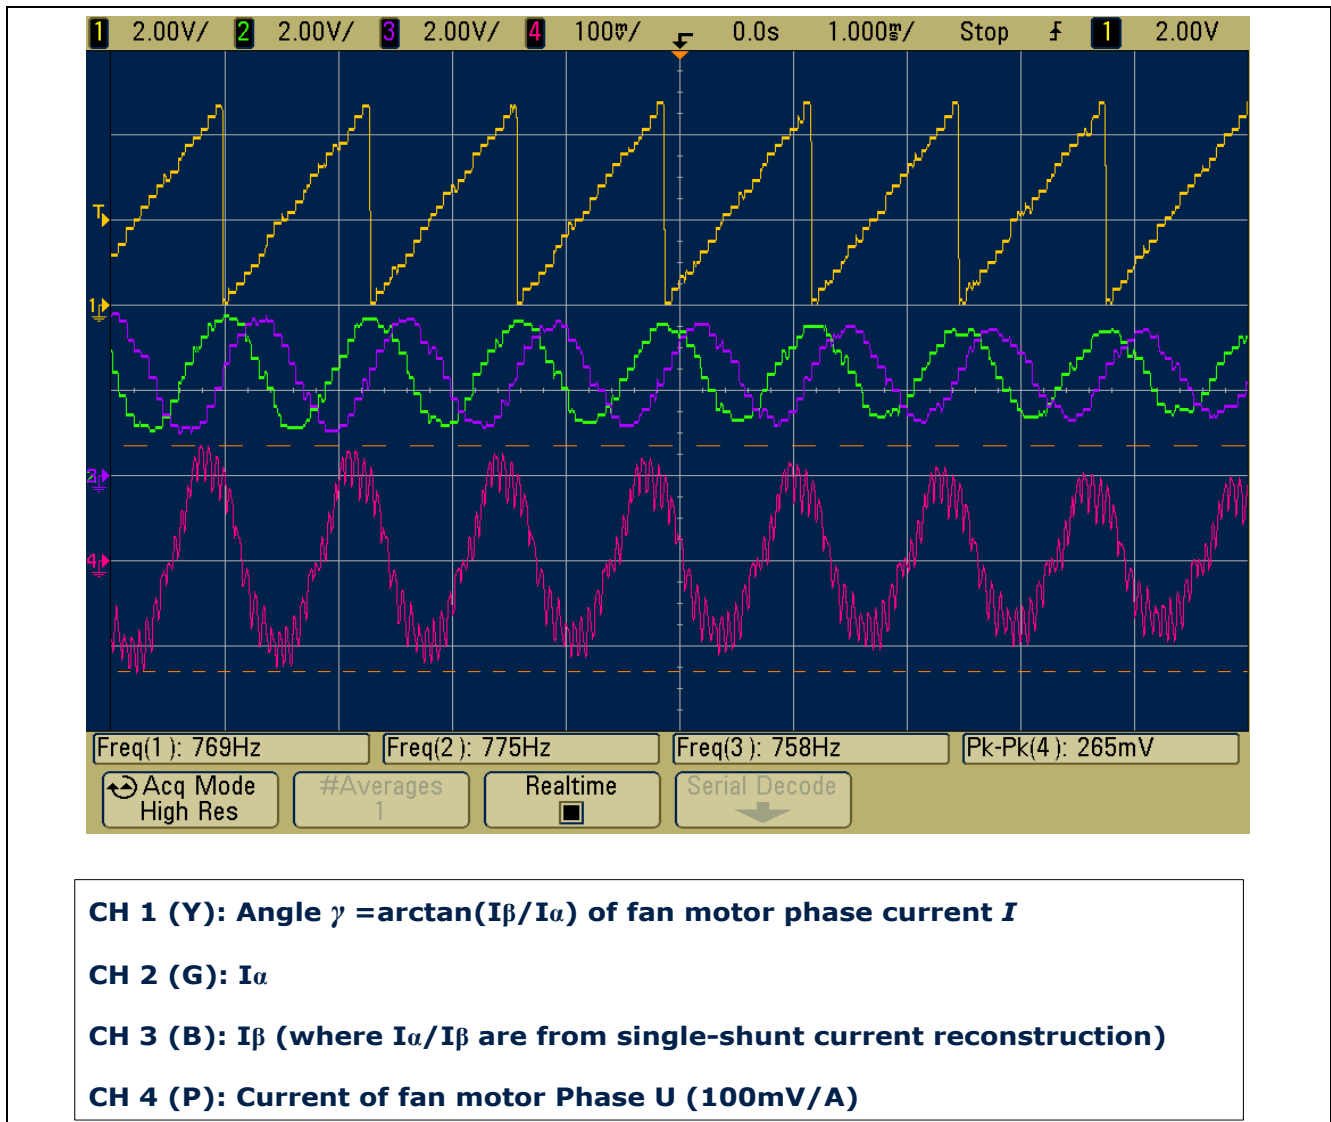 1 2.00V/ 2 2.00V/ 3 2.00V/ 4 100mV/ 0.0s 1.000ms/ Stop 1 2.00V
T
1
2
4
Freq(1): 769Hz Freq(2): 775Hz Freq(3): 758Hz Pk-Pk(4): 265mV
Acq Mode #Averages Realtime Serial Decode
High Res 1
CH 1 (Y): Angle γ =arctan(Iβ/Iα) of fan motor phase current I
CH 2 (G): Iα
CH 3 (B): Iβ (where Iα/Iβ are from single-shunt current reconstruction)
CH 4 (P): Current of fan motor Phase U (100mV/A)